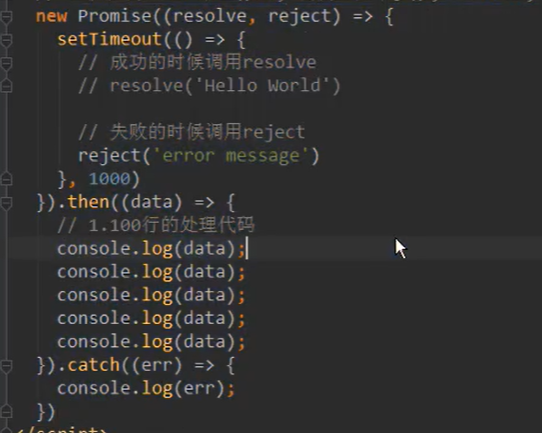 new Promise((resolve, reject) => {
setTimeout(() => {
// 成功的时候调用resolve
// resolve('Hello World')
// 失败的时候调用reject
reject('error message')
}, 1000)
}).then((data) => {
// 1.100行的处理代码
console.log(data);
console.log(data);
console.log(data);
console.log(data);
console.log(data);
}).catch((err) => {
console.log(err);
})
</script>